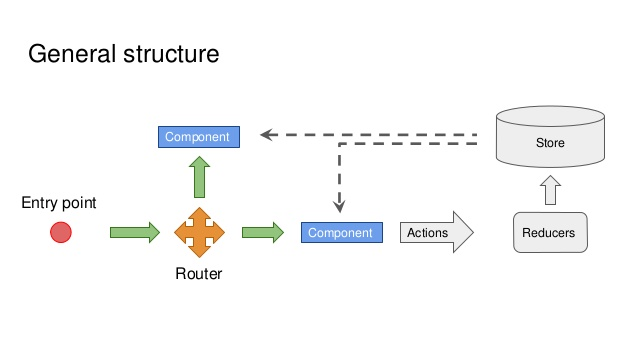 General structure
Component
Store
Entry point
Component
Actions
Reducers
Router